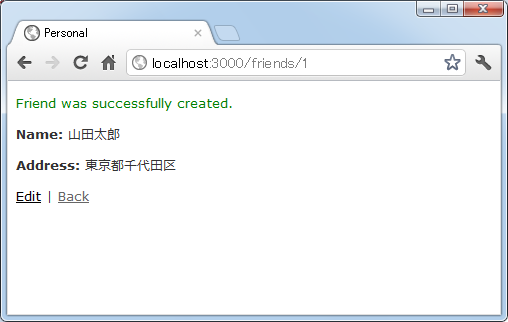 Personal
localhost:3000/friends/1
Friend was successfully created.
Name: 山田太郎
Address: 東京都千代田区
Edit | Back